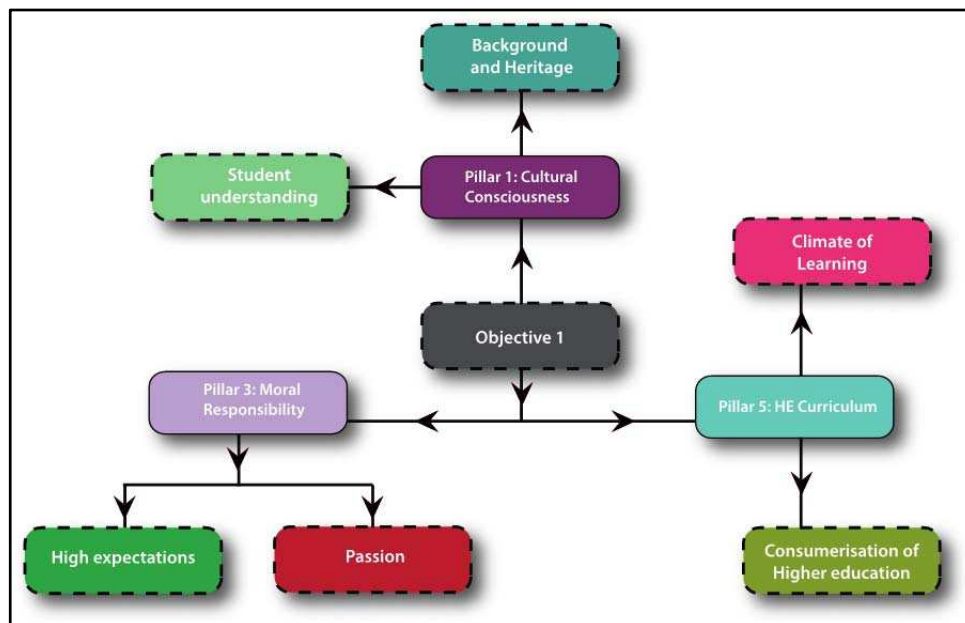 Background
and Heritage
Student
understanding
Pillar 1: Cultural
Consciousness
Climate of
Learning
Objective 1
Pillar 3: Moral
Responsibility
Pillar 5: HE Curriculum
High expectations
Passion
Consumerisation of
Higher education